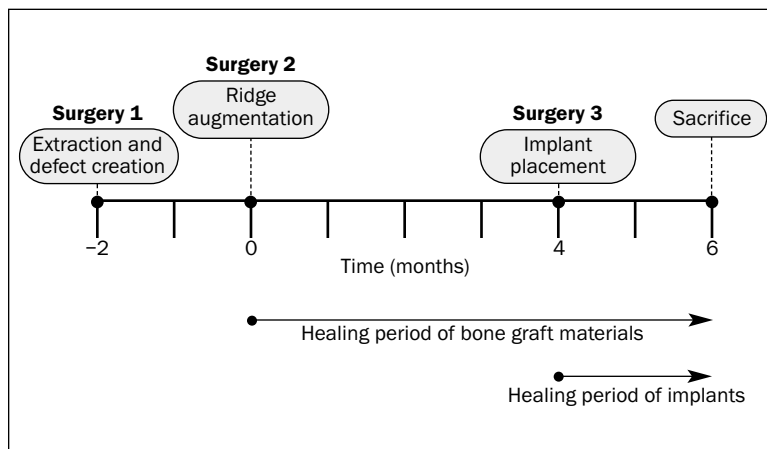 Surgery 2
Ridge
augmentation
Surgery 1
Extraction and
defect creation
Surgery 3
Implant
placement
Sacrifice
−2
0
4
6
Time (months)
Healing period of bone graft materials
Healing period of implants